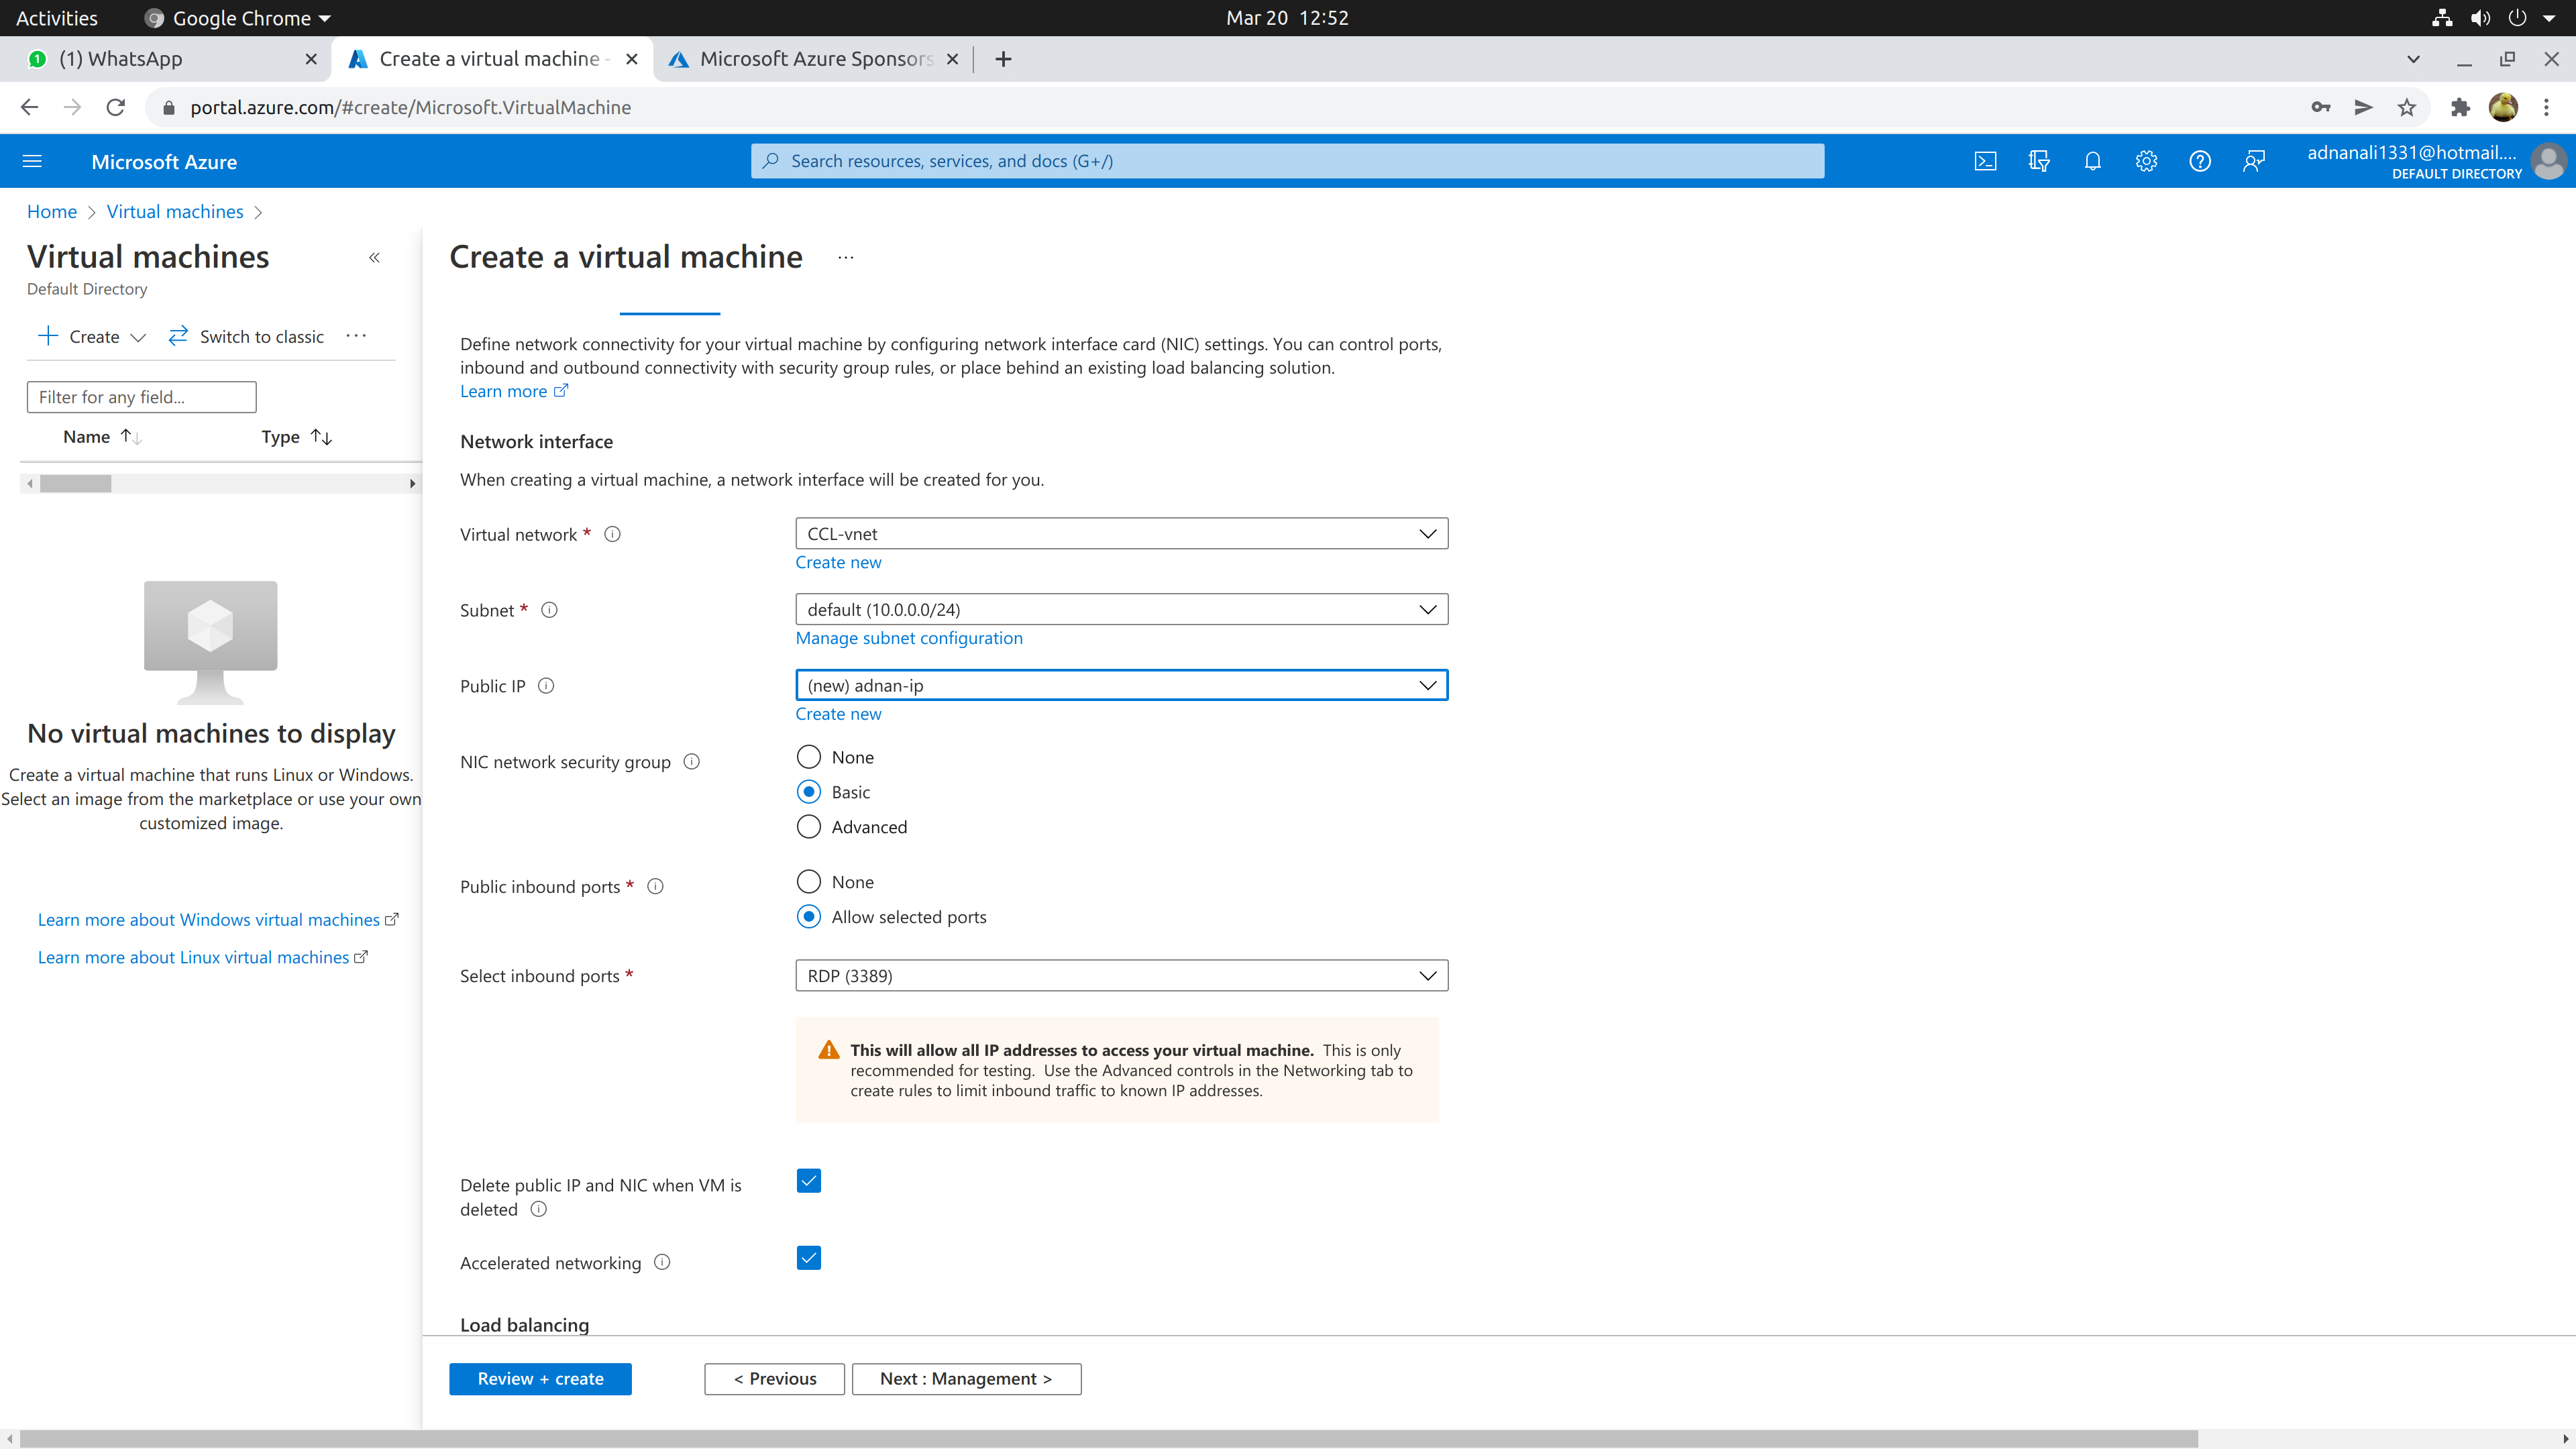 Activities
Google Chrome
Mar 20 12:52
1
(1) WhatsApp
Create a virtual machine -
Microsoft Azure Sponsors
portal.azure.com/#create/Microsoft.VirtualMachine
Microsoft Azure
Search resources, services, and docs (G+/)
adnanali1331@hotmail....
DEFAULT DIRECTORY
Home > Virtual machines >
Virtual machines
«
Default Directory
Create
Switch to classic
...
Filter for any field...
Name
Type
No virtual machines to display
Create a virtual machine that runs Linux or Windows.
Select an image from the marketplace or use your own
customized image.
Learn more about Windows virtual machines
Learn more about Linux virtual machines
Create a virtual machine
...
Define network connectivity for your virtual machine by configuring network interface card (NIC) settings. You can control ports,
inbound and outbound connectivity with security group rules, or place behind an existing load balancing solution.
Learn more
Network interface
When creating a virtual machine, a network interface will be created for you.
Virtual network *
CCL-vnet
Create new
Subnet *
default (10.0.0.0/24)
Manage subnet configuration
Public IP
(new) adnan-ip
Create new
NIC network security group
None
Basic
Advanced
Public inbound ports *
None
Allow selected ports
Select inbound ports *
RDP (3389)
This will allow all IP addresses to access your virtual machine. This is only
recommended for testing. Use the Advanced controls in the Networking tab to
create rules to limit inbound traffic to known IP addresses.
Delete public IP and NIC when VM is
deleted
Accelerated networking
Load balancing
Review + create
< Previous
Next : Management >